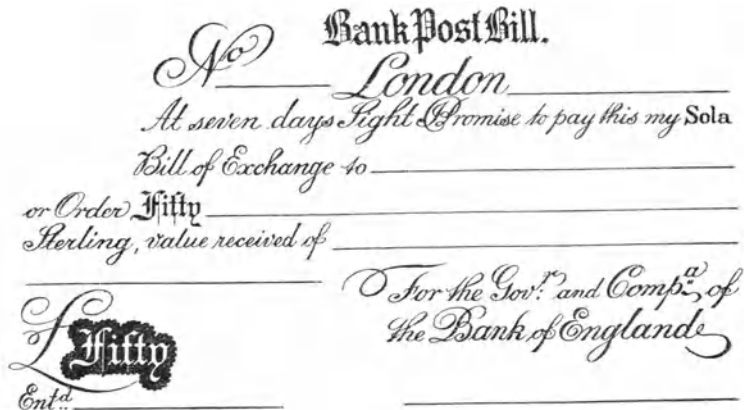 Bank Post Bill.
No London
At seven days Sight I Promise to pay this my Sola
Bill of Exchange to
or Order Fifty
Sterling, value received of
For the Govr. and Compa. of
the Bank of England
£ Fifty
Entd.